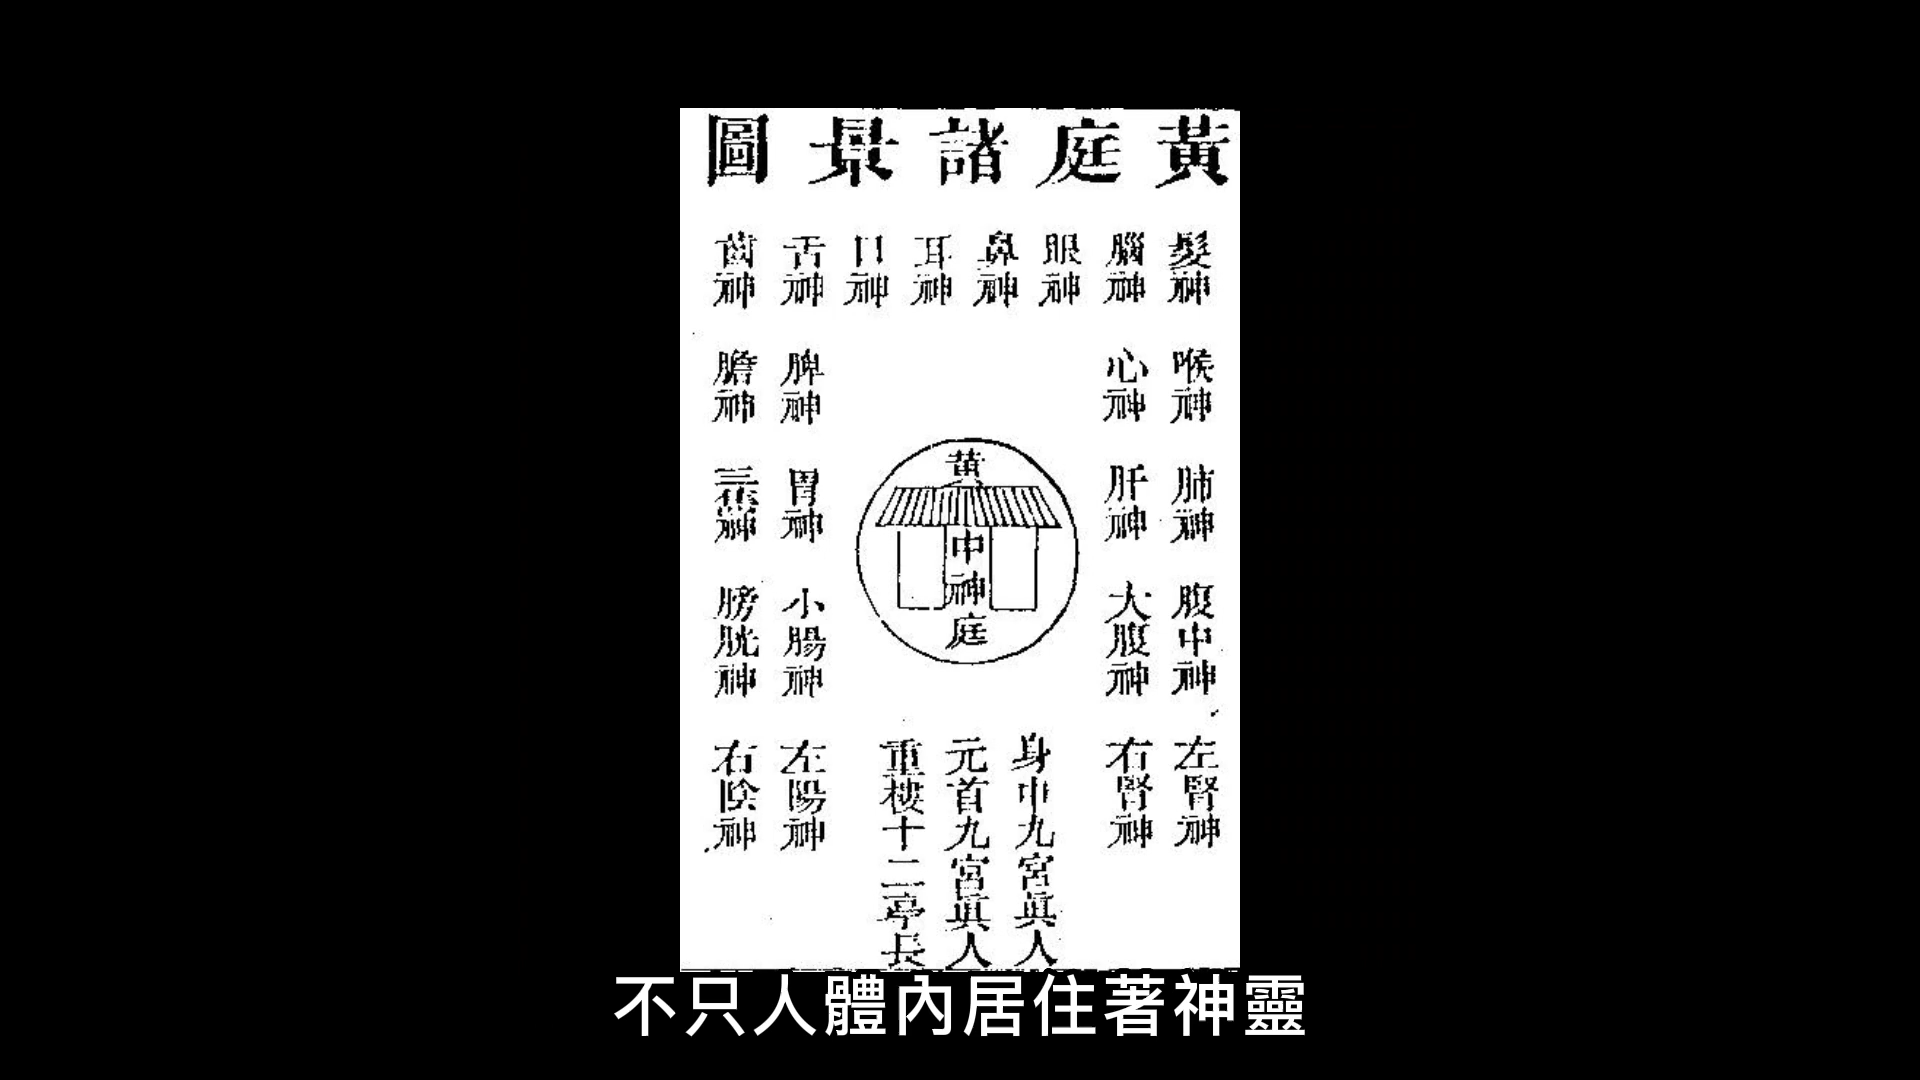 黃庭諸景圖
髮神
腦神
眼神
鼻神
耳神
口神
舌神
齒神
喉神
心神
脾神
膽神
肺神
肝神
胃神
三焦神
黃
中神
庭
腹中神
大腹神
小腸神
膀胱神
左腎神
右腎神
身中九宮眞人
元首九宮眞人
重樓十二亭長
左陽神
右陰神
不只人體內居住著神靈